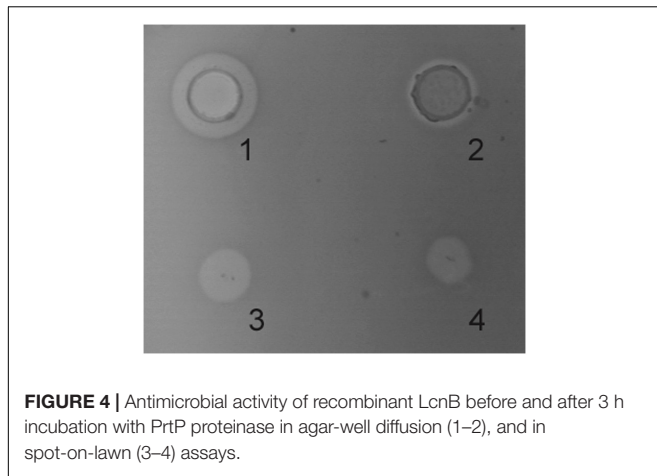 1 2
3 4
FIGURE 4 | Antimicrobial activity of recombinant LcnB before and after 3 h
incubation with PrtP proteinase in agar-well diffusion (1–2), and in
spot-on-lawn (3–4) assays.